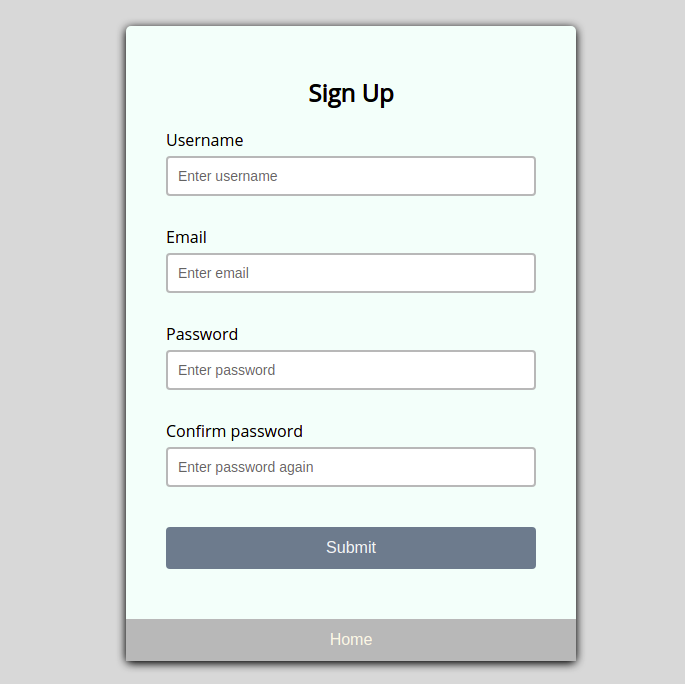 Sign Up
Username
Enter username
Email
Enter email
Password
Enter password
Confirm password
Enter password again
Submit
Home